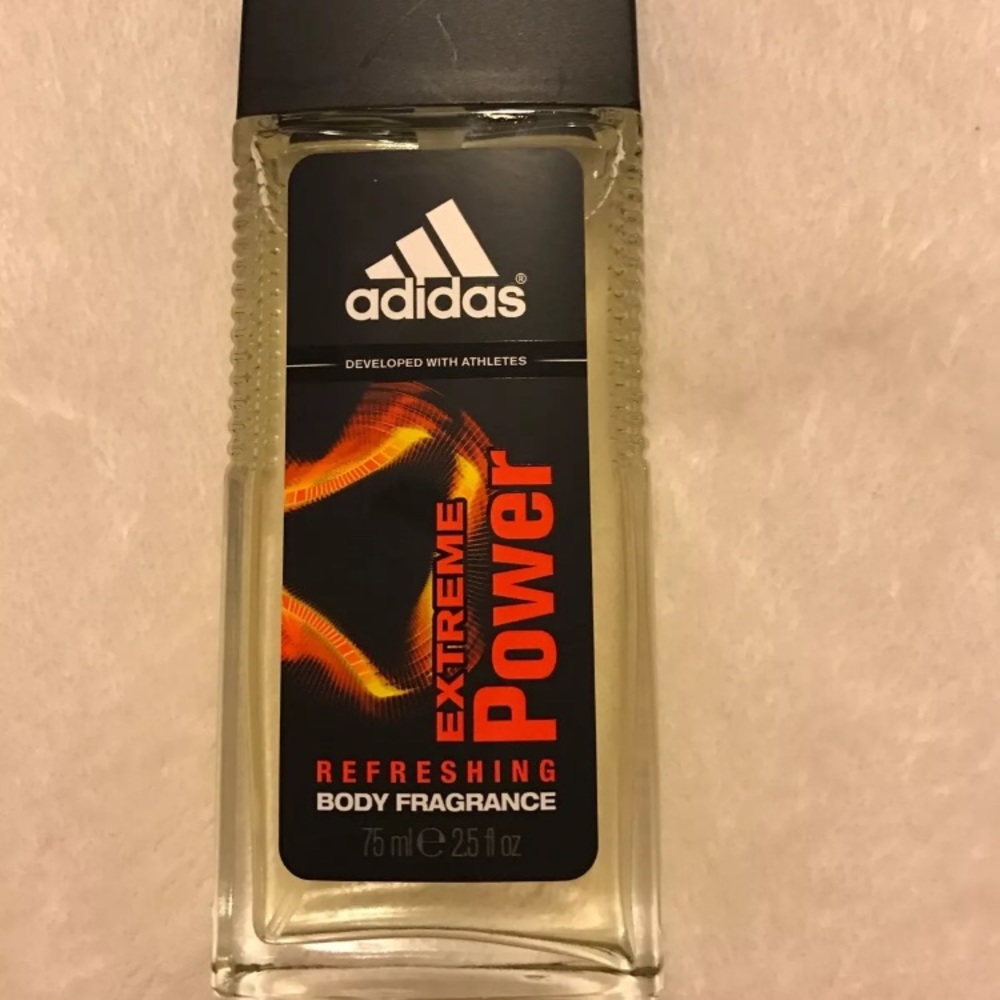 adidas®
DEVELOPED WITH ATHLETES
EXTREME
Power
REFRESHING
BODY FRAGRANCE
75 ml ℮ 2.5 fl oz